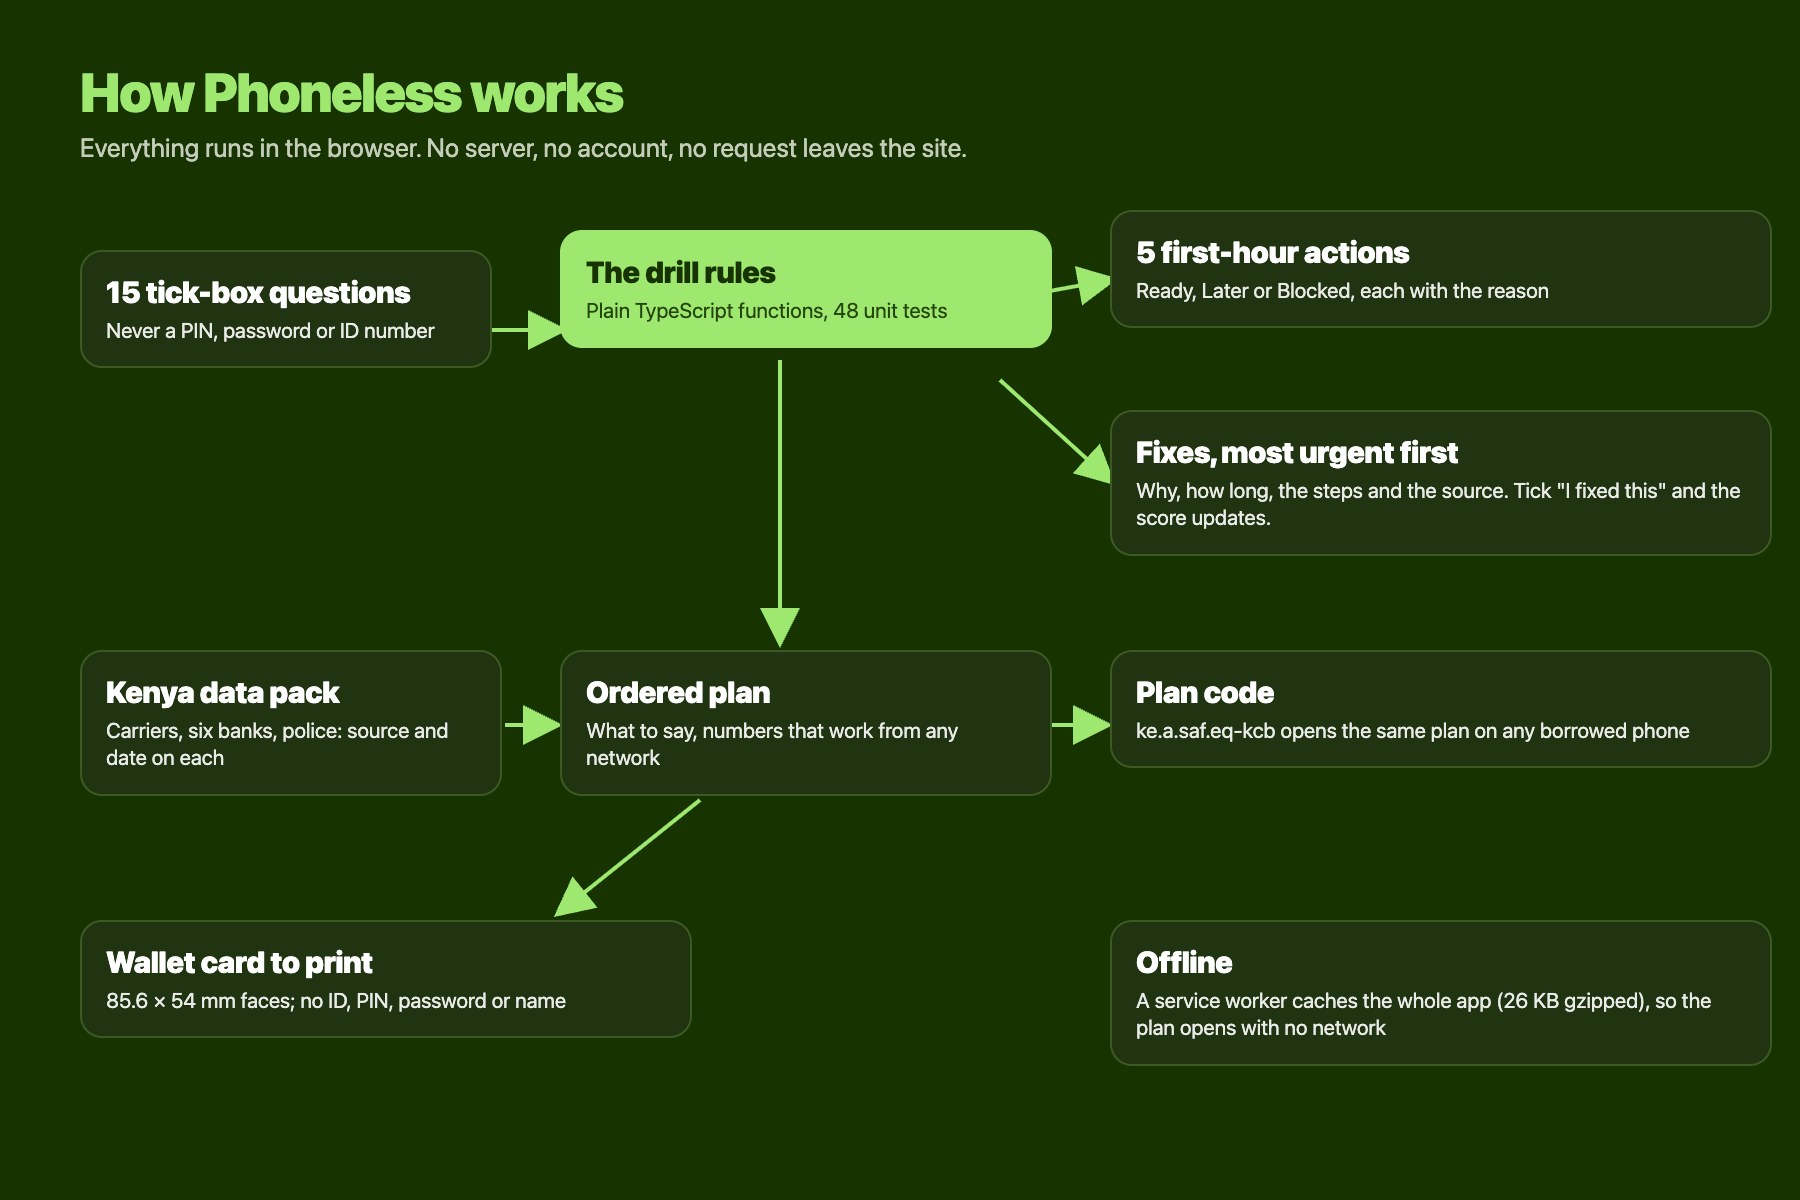 How Phoneless works
Everything runs in the browser. No server, no account, no request leaves the site.
15 tick-box questions
Never a PIN, password or ID number
The drill rules
Plain TypeScript functions, 48 unit tests
5 first-hour actions
Ready, Later or Blocked, each with the reason
Fixes, most urgent first
Why, how long, the steps and the source. Tick "I fixed this" and the
score updates.
Kenya data pack
Carriers, six banks, police: source and
date on each
Ordered plan
What to say, numbers that work from any
network
Plan code
ke.a.saf.eq-kcb opens the same plan on any borrowed phone
Wallet card to print
85.6 × 54 mm faces; no ID, PIN, password or name
Offline
A service worker caches the whole app (26 KB gzipped), so the
plan opens with no network